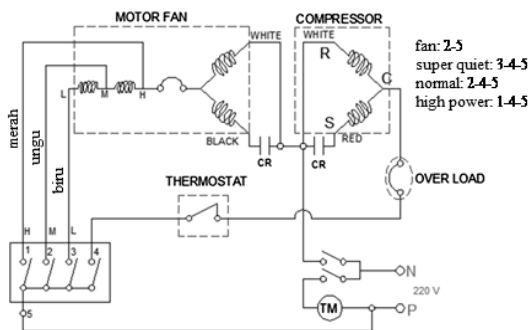 MOTOR FAN
COMPRESSOR
WHITE
WHITE
R
C
S
L
M
H
BLACK
RED
CR
CR
fan: 2-5
super quiet: 3-4-5
normal: 2-4-5
high power: 1-4-5
merah
ungu
biru
THERMOSTAT
OVER LOAD
H
M
L
1
2
3
4
5
N
220 V
TM
P